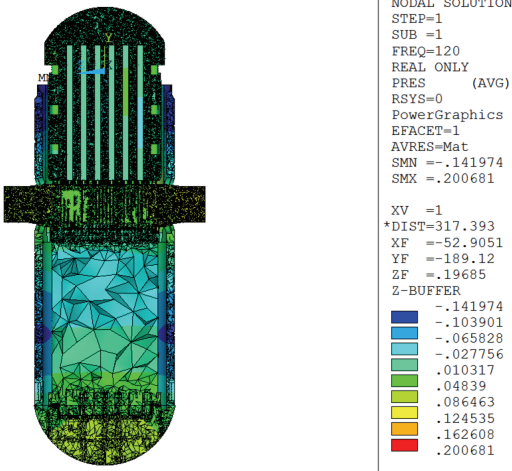 NODAL SOLUTION
STEP=1
SUB =1
FREQ=120
REAL ONLY
PRES (AVG)
RSYS=0
PowerGraphics
EFACET=1
AVRES=Mat
SMN =-.141974
SMX =.200681
XV =1
*DIST=317.393
XF =-52.9051
YF =-189.12
ZF =.19685
Z-BUFFER
-.141974
-.103901
-.065828
-.027756
.010317
.04839
.086463
.124535
.162608
.200681
Y